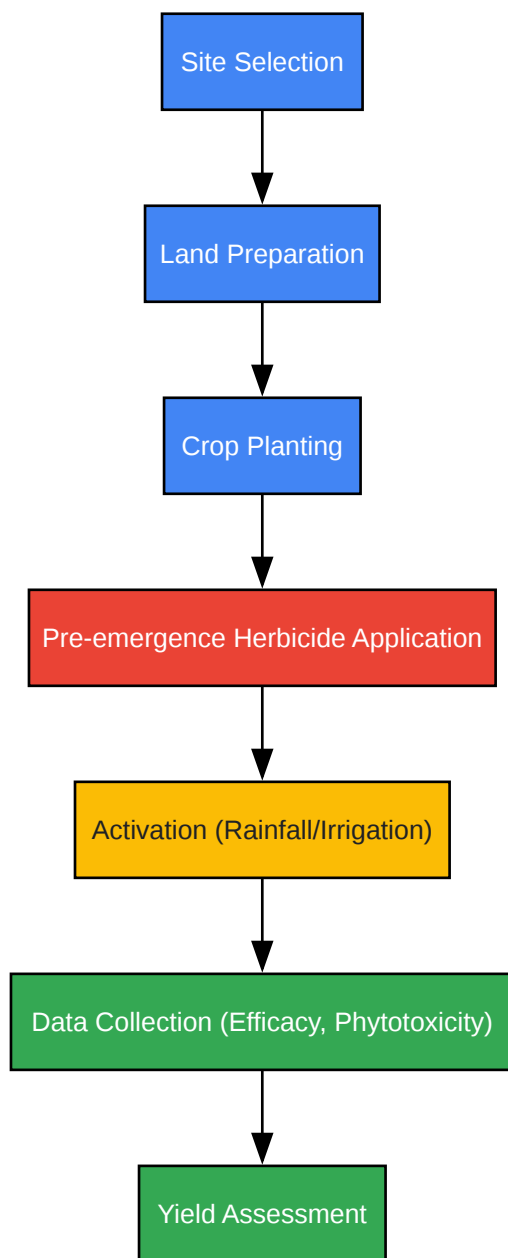 Site Selection
Land Preparation
Crop Planting
Pre-emergence Herbicide Application
Activation (Rainfall/Irrigation)
Data Collection (Efficacy, Phytotoxicity)
Yield Assessment